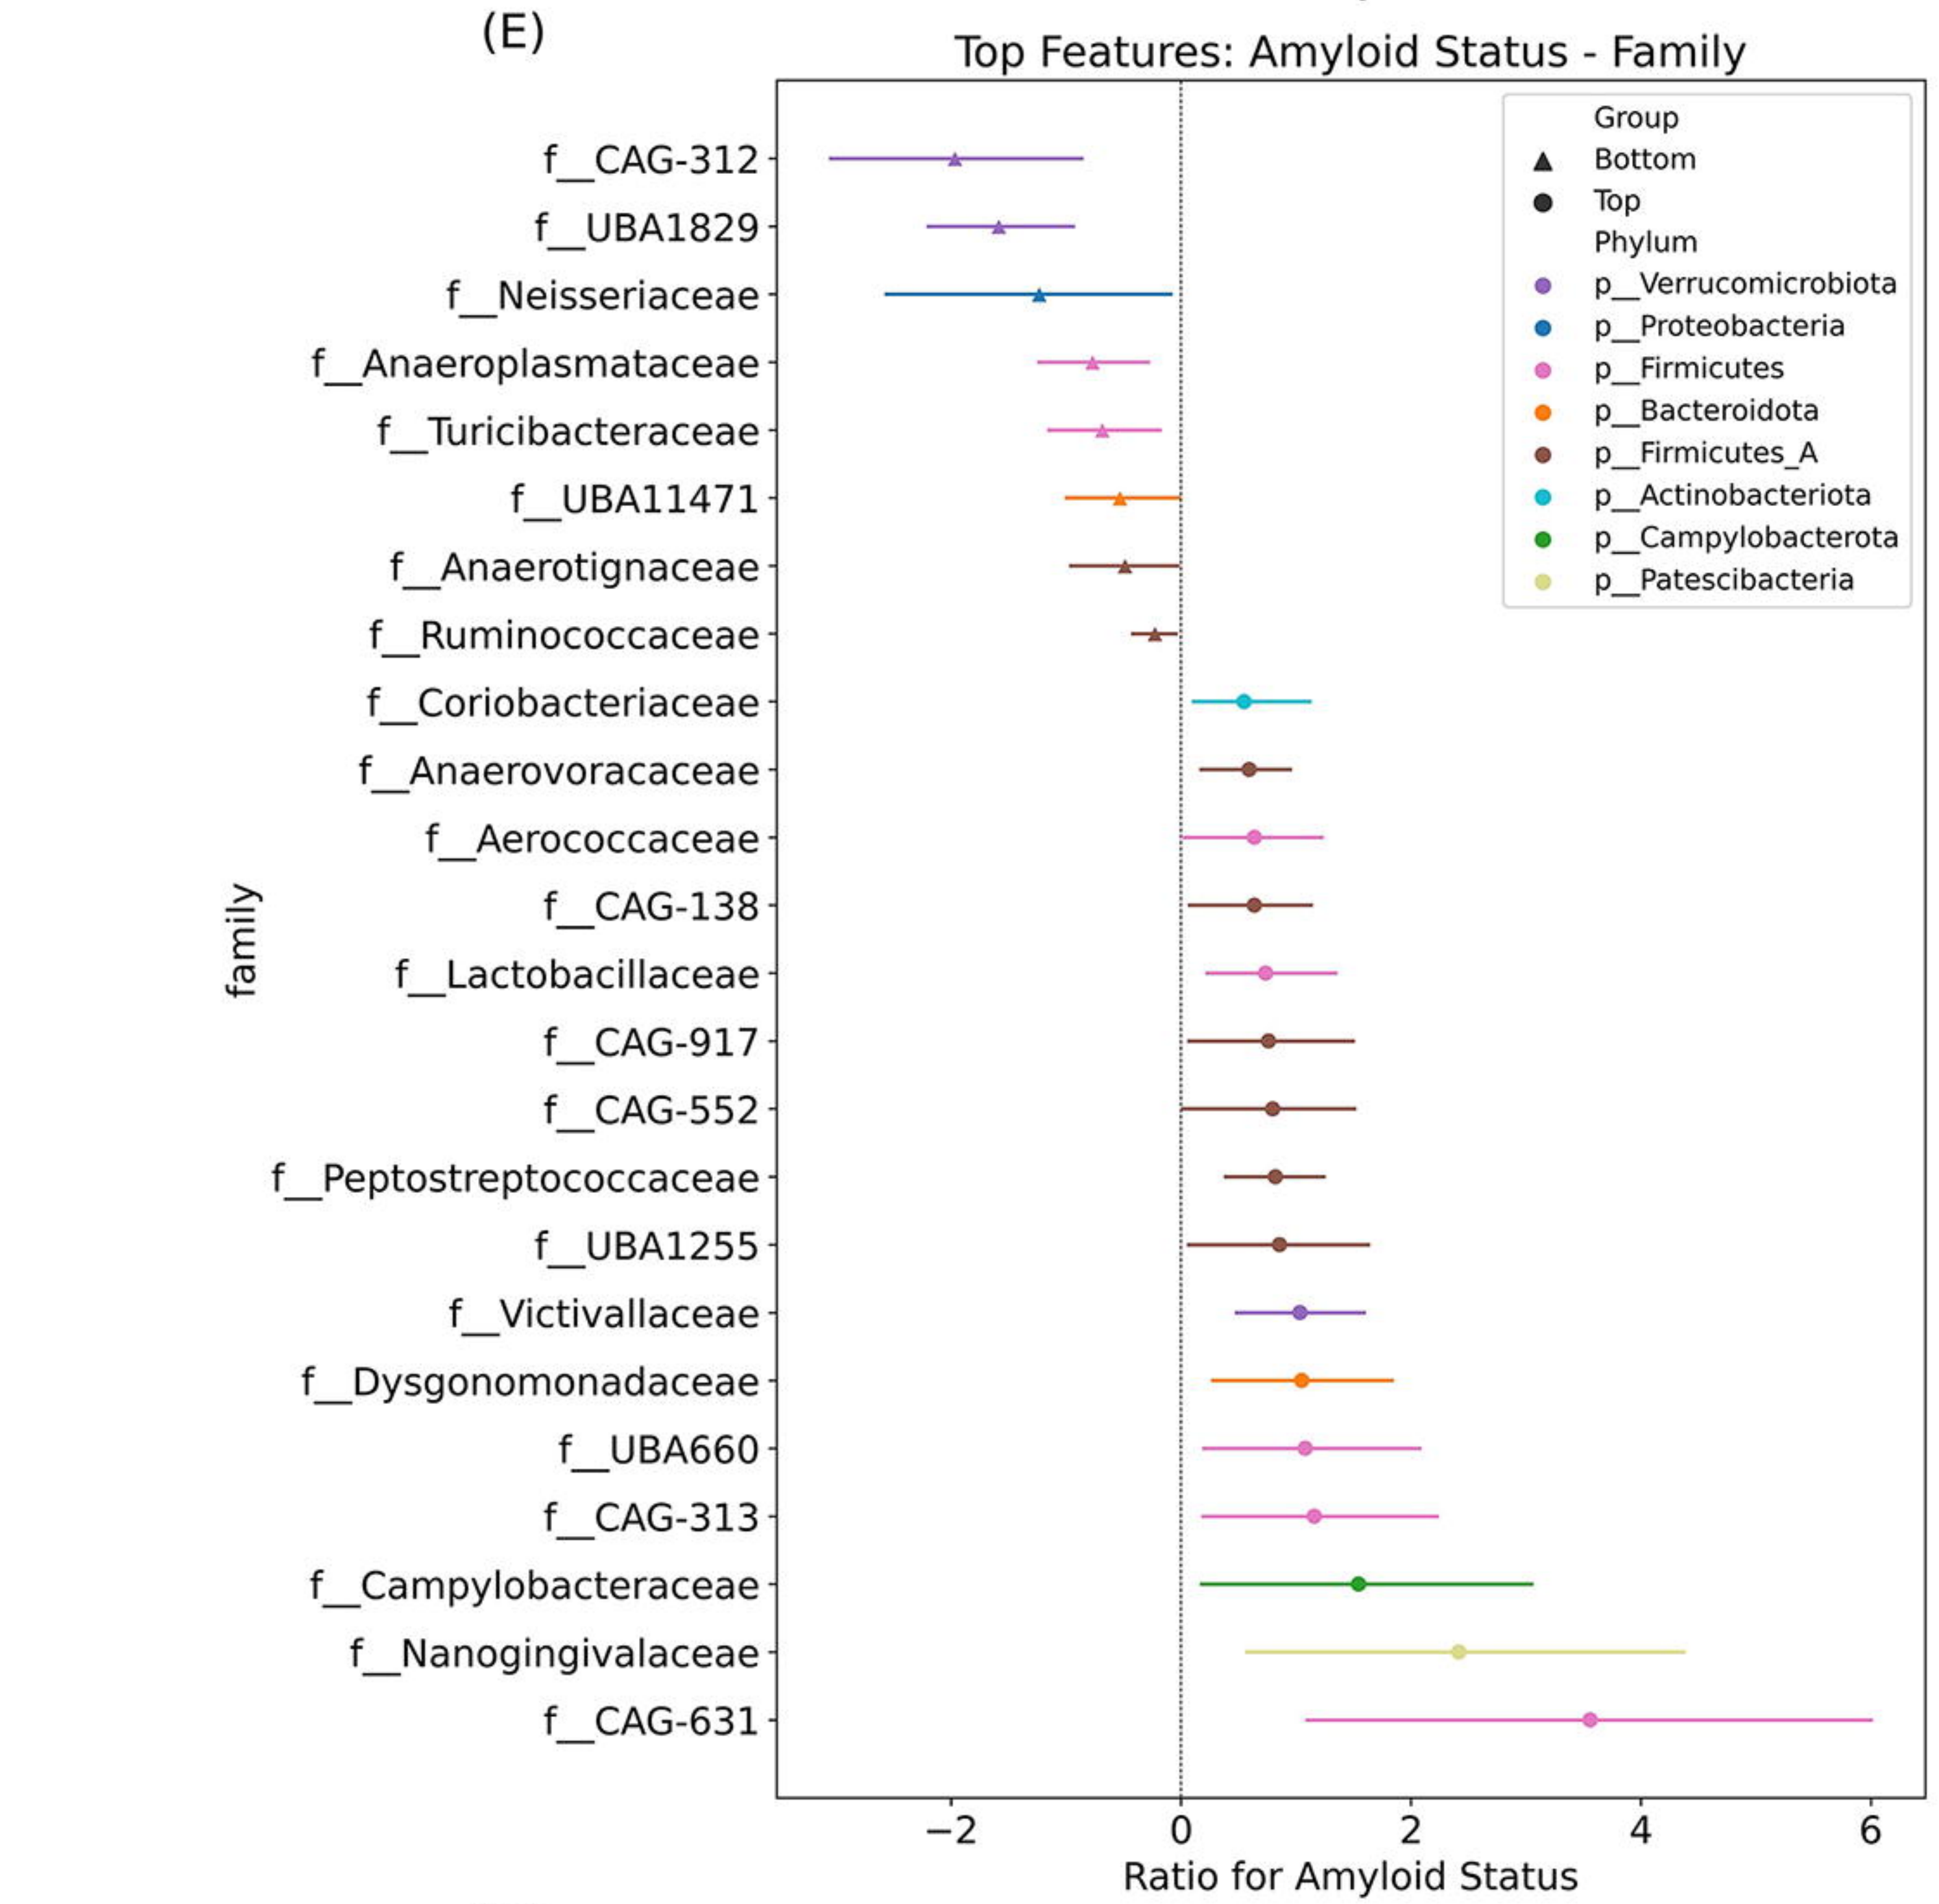 (E)
Top Features: Amyloid Status - Family
Group
Bottom
Top
Phylum
p__Verrucomicrobiota
p__Proteobacteria
p__Firmicutes
p__Bacteroidota
p__Firmicutes_A
p__Actinobacteriota
p__Campylobacterota
p__Patescibacteria
family
f__CAG-312
f__UBA1829
f__Neisseriaceae
f__Anaeroplasmataceae
f__Turicibacteraceae
f__UBA11471
f__Anaerotignaceae
f__Ruminococcaceae
f__Coriobacteriaceae
f__Anaerovoracaceae
f__Aerococcaceae
f__CAG-138
f__Lactobacillaceae
f__CAG-917
f__CAG-552
f__Peptostreptococcaceae
f__UBA1255
f__Victivallaceae
f__Dysgonomonadaceae
f__UBA660
f__CAG-313
f__Campylobacteraceae
f__Nanogingivalaceae
f__CAG-631
−2 0 2 4 6
Ratio for Amyloid Status